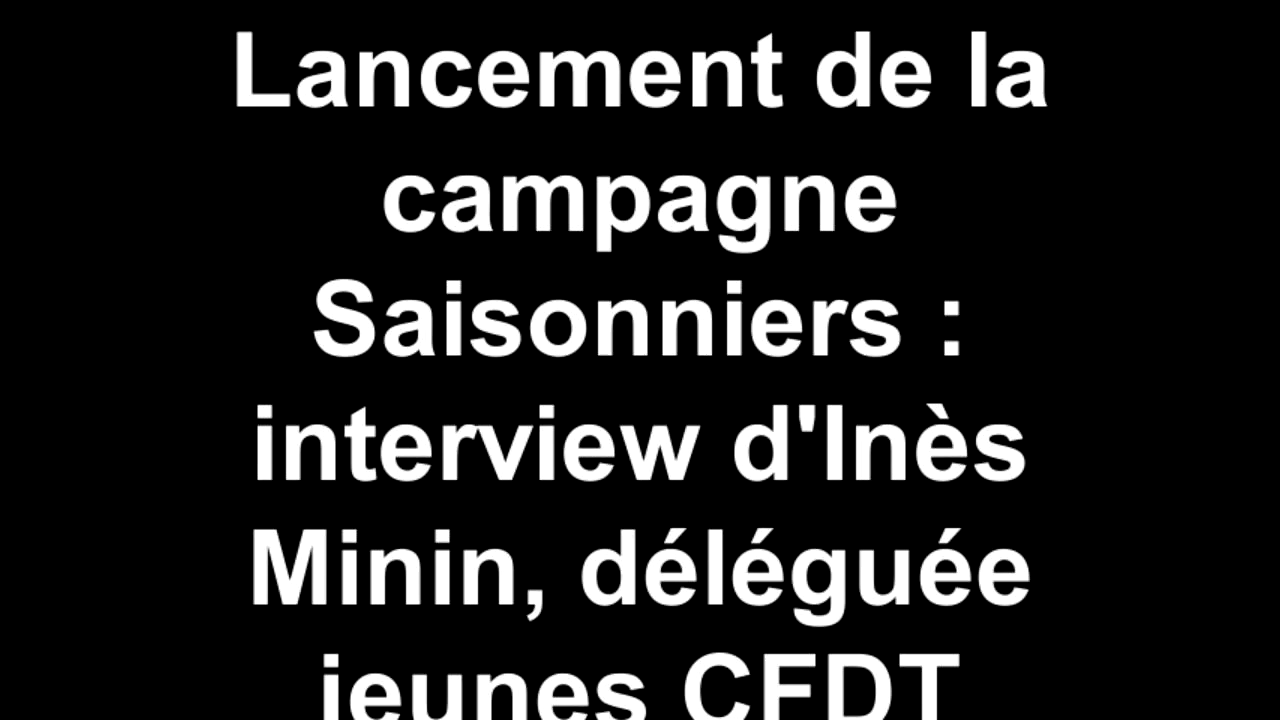 Lancement de la
campagne
Saisonniers :
interview d'Inès
Minin, déléguée
jeunes CFDT